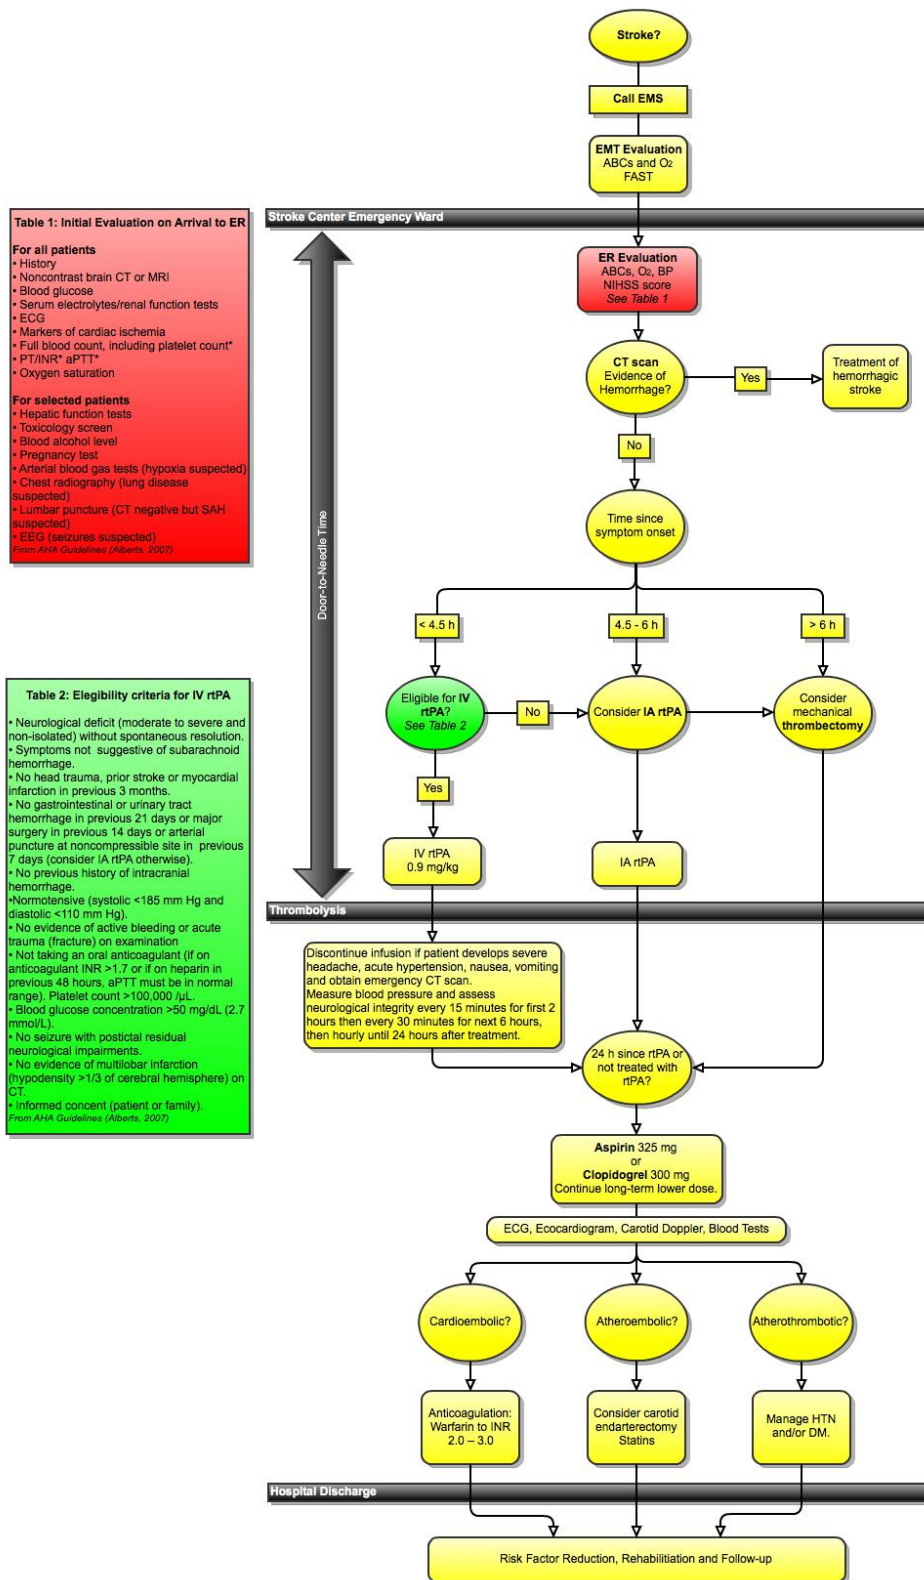 Stroke?
Call EMS
EMT Evaluation
ABCs and O₂
FAST
Stroke Center Emergency Ward
Table 1: Initial Evaluation on Arrival to ER
For all patients
• History
• Noncontrast brain CT or MRI
• Blood glucose
• Serum electrolytes/renal function tests
• ECG
• Markers of cardiac ischemia
• Full blood count, including platelet count*
• PT/INR* aPTT*
• Oxygen saturation
For selected patients
• Hepatic function tests
• Toxicology screen
• Blood alcohol level
• Pregnancy test
• Arterial blood gas tests (hypoxia suspected)
• Chest radiography (lung disease
suspected)
• Lumbar puncture (CT negative but SAH
suspected)
• EEG (seizures suspected)
From AHA Guidelines (Alberts, 2007)
Door-to-Needle Time
ER Evaluation
ABCs, O₂, BP
NIHSS score
See Table 1
CT scan
Evidence of
Hemorrhage?
Yes
Treatment of
hemorrhagic
stroke
No
Time since
symptom onset
< 4.5 h
4.5 - 6 h
> 6 h
Eligible for IV
rtPA?
See Table 2
No
Consider IA rtPA
Consider
mechanical
thrombectomy
Yes
IV rtPA
0.9 mg/kg
IA rtPA
Table 2: Elegibility criteria for IV rtPA
• Neurological deficit (moderate to severe and
non-isolated) without spontaneous resolution.
• Symptoms not suggestive of subarachnoid
hemorrhage.
• No head trauma, prior stroke or myocardial
infarction in previous 3 months.
• No gastrointestinal or urinary tract
hemorrhage in previous 21 days or major
surgery in previous 14 days or arterial
puncture at noncompressible site in previous
7 days (consider IA rtPA otherwise).
• No previous history of intracranial
hemorrhage.
•Normotensive (systolic <185 mm Hg and
diastolic <110 mm Hg).
• No evidence of active bleeding or acute
trauma (fracture) on examination
• Not taking an oral anticoagulant (if on
anticoagulant INR >1.7 or if on heparin in
previous 48 hours, aPTT must be in normal
range). Platelet count >100,000 /µL.
• Blood glucose concentration >50 mg/dL (2.7
mmol/L).
• No seizure with postictal residual
neurological impairments.
• No evidence of multilobar infarction
(hypodensity >1/3 of cerebral hemisphere) on
CT.
• Informed concent (patient or family).
From AHA Guidelines (Alberts, 2007)
Thrombolysis
Discontinue infusion if patient develops severe
headache, acute hypertension, nausea, vomiting
and obtain emergency CT scan.
Measure blood pressure and assess
neurological integrity every 15 minutes for first 2
hours then every 30 minutes for next 6 hours,
then hourly until 24 hours after treatment.
24 h since rtPA or
not treated with
rtPA?
Aspirin 325 mg
or
Clopidogrel 300 mg
Continue long-term lower dose.
ECG, Ecocardiogram, Carotid Doppler, Blood Tests
Cardioembolic?
Atheroembolic?
Atherothrombotic?
Anticoagulation:
Warfarin to INR
2.0 – 3.0
Consider carotid
endarterectomy
Statins
Manage HTN
and/or DM.
Hospital Discharge
Risk Factor Reduction, Rehabilitiation and Follow-up